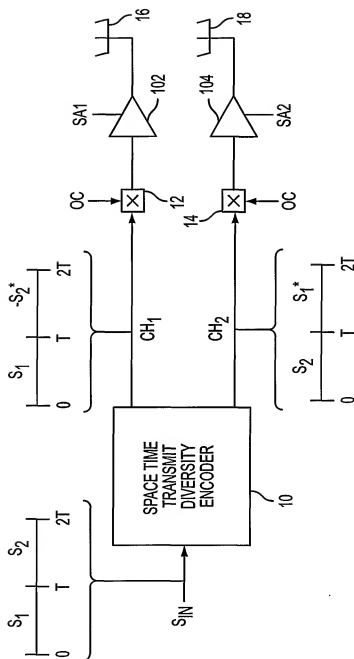 S1 S2
0 T 2T
SIN
SPACE TIME
TRANSMIT
DIVERSITY
ENCODER
10
S1 -S2*
0 T 2T
CH1
OC
12
SA1
102
16
CH2
S2 S1*
0 T 2T
14
OC
104
SA2
18